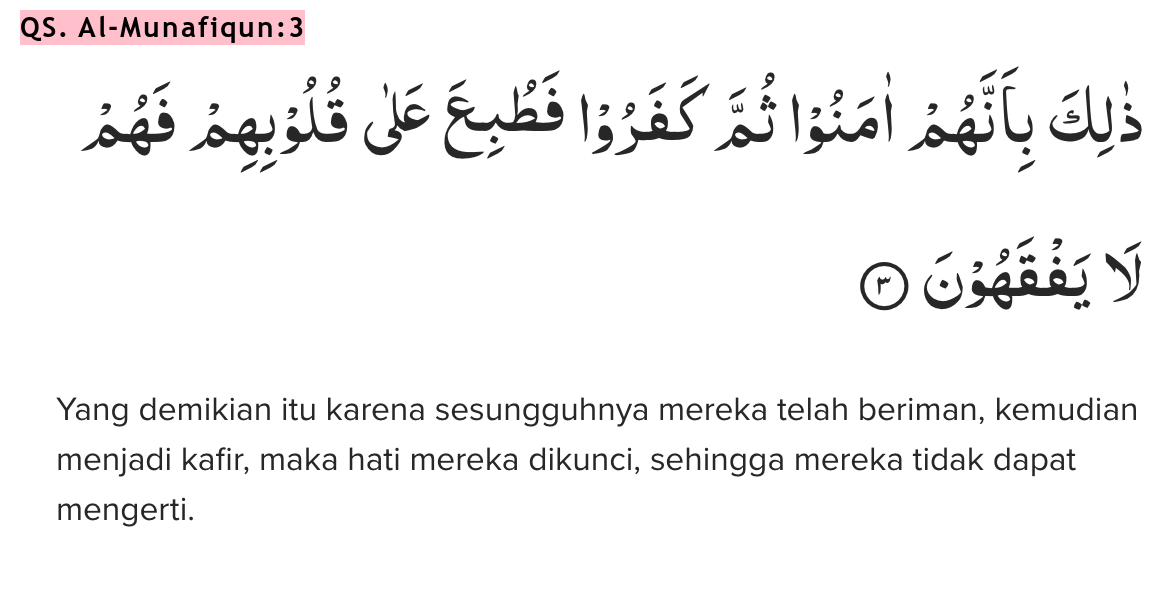 QS. Al-Munafiqun:3
ذٰلِكَ بِاَنَّهُمْ اٰمَنُوْا ثُمَّ كَفَرُوْا فَطُبِعَ عَلٰى قُلُوْبِهِمْ فَهُمْ
لَا يَفْقَهُوْنَ ٣
Yang demikian itu karena sesungguhnya mereka telah beriman, kemudian
menjadi kafir, maka hati mereka dikunci, sehingga mereka tidak dapat
mengerti.